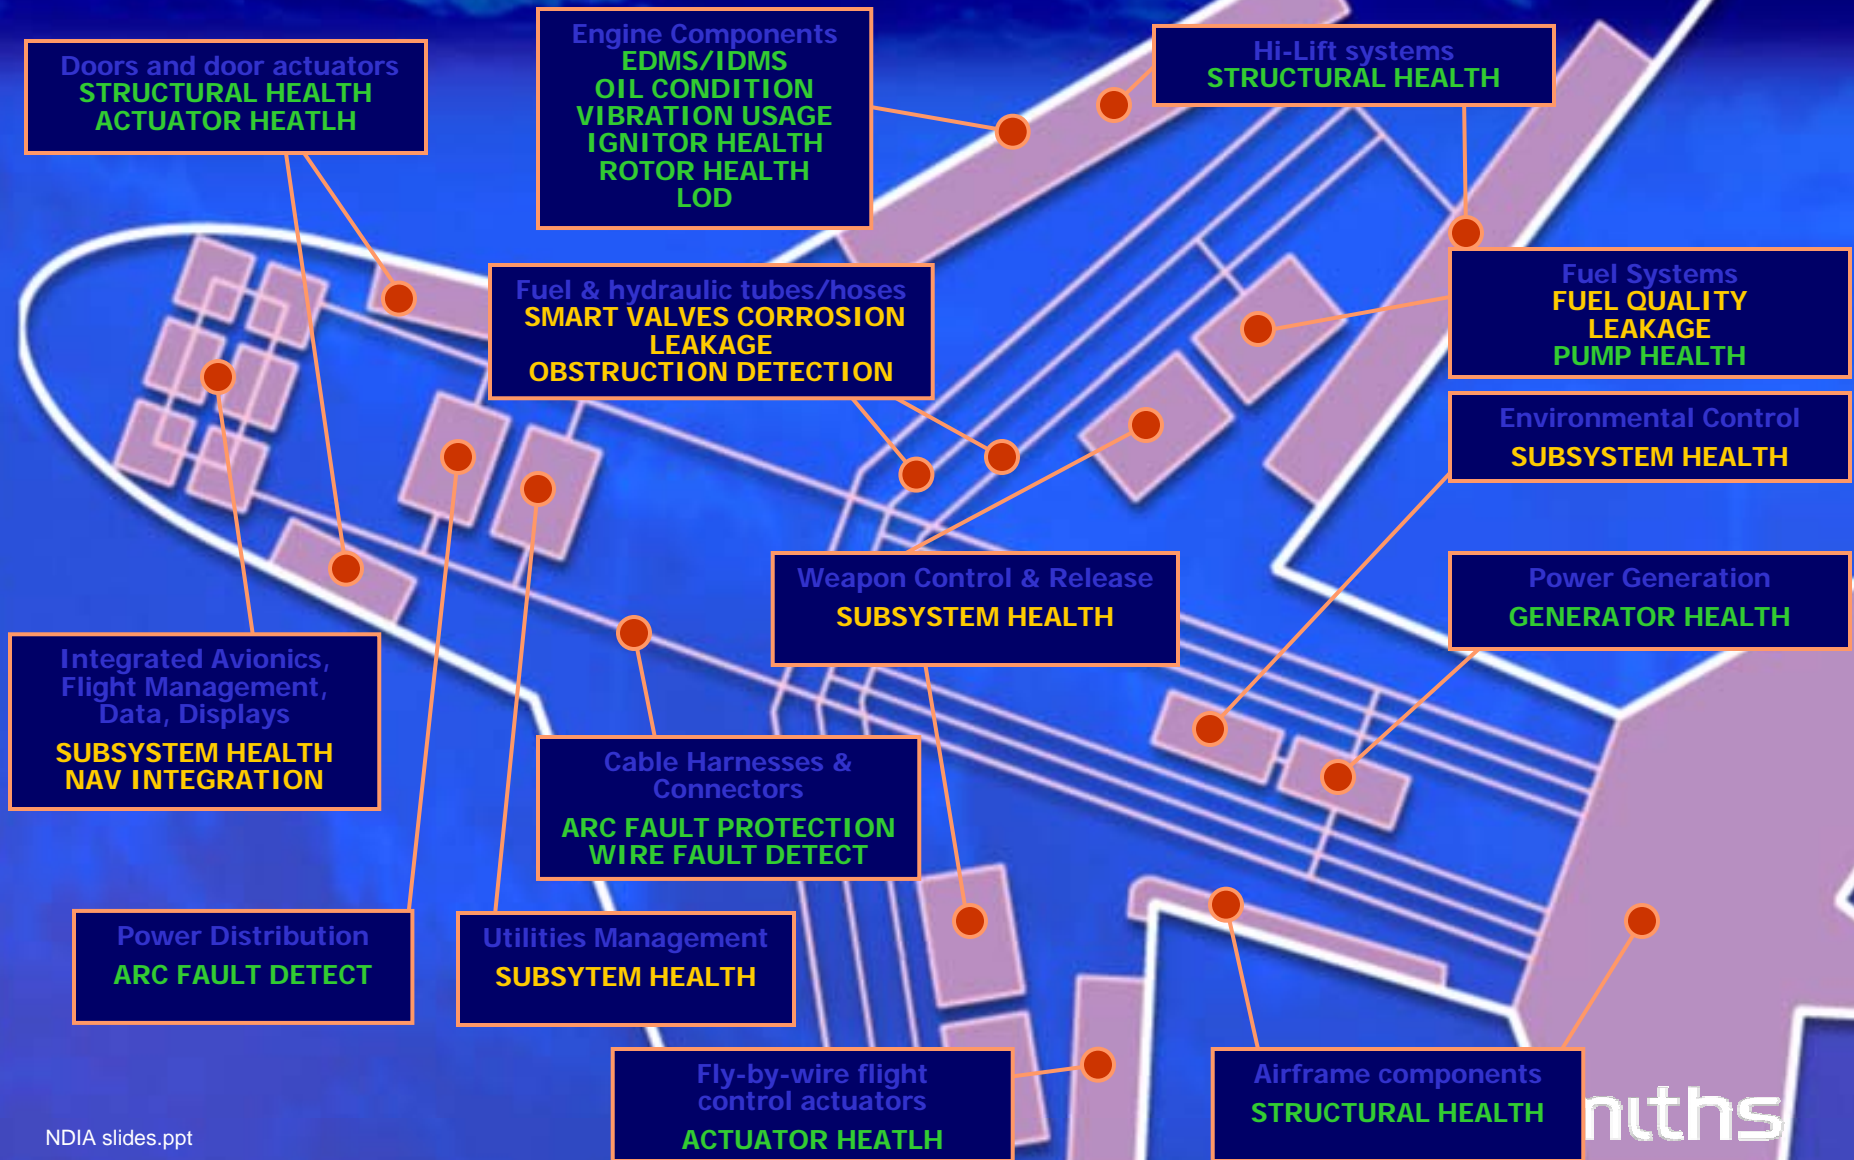 Doors and door actuators
STRUCTURAL HEALTH
ACTUATOR HEATLH
Engine Components
EDMS/IDMS
OIL CONDITION
VIBRATION USAGE
IGNITOR HEALTH
ROTOR HEALTH
LOD
Hi-Lift systems
STRUCTURAL HEALTH
Fuel & hydraulic tubes/hoses
SMART VALVES CORROSION
LEAKAGE
OBSTRUCTION DETECTION
Fuel Systems
FUEL QUALITY
LEAKAGE
PUMP HEALTH
Environmental Control
SUBSYSTEM HEALTH
Weapon Control & Release
SUBSYSTEM HEALTH
Power Generation
GENERATOR HEALTH
Integrated Avionics,
Flight Management,
Data, Displays
SUBSYSTEM HEALTH
NAV INTEGRATION
Cable Harnesses &
Connectors
ARC FAULT PROTECTION
WIRE FAULT DETECT
Power Distribution
ARC FAULT DETECT
Utilities Management
SUBSYTEM HEALTH
Fly-by-wire flight
control actuators
ACTUATOR HEATLH
Airframe components
STRUCTURAL HEALTH
NDIA slides.ppt